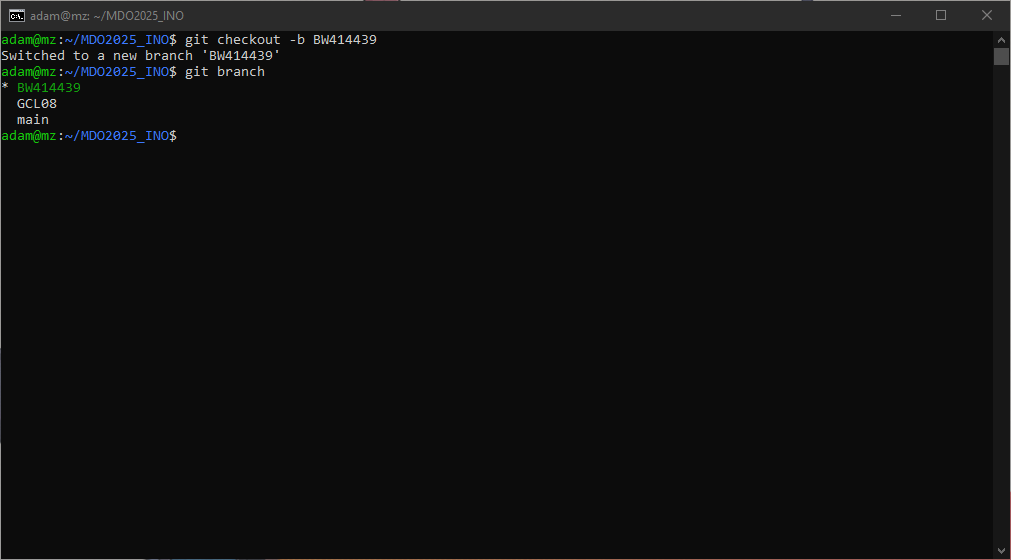 adam@mz: ~/MDO2025_INO
adam@mz:~/MDO2025_INO$ git checkout -b BW414439
Switched to a new branch 'BW414439'
adam@mz:~/MDO2025_INO$ git branch
* BW414439
  GCL08
  main
adam@mz:~/MDO2025_INO$